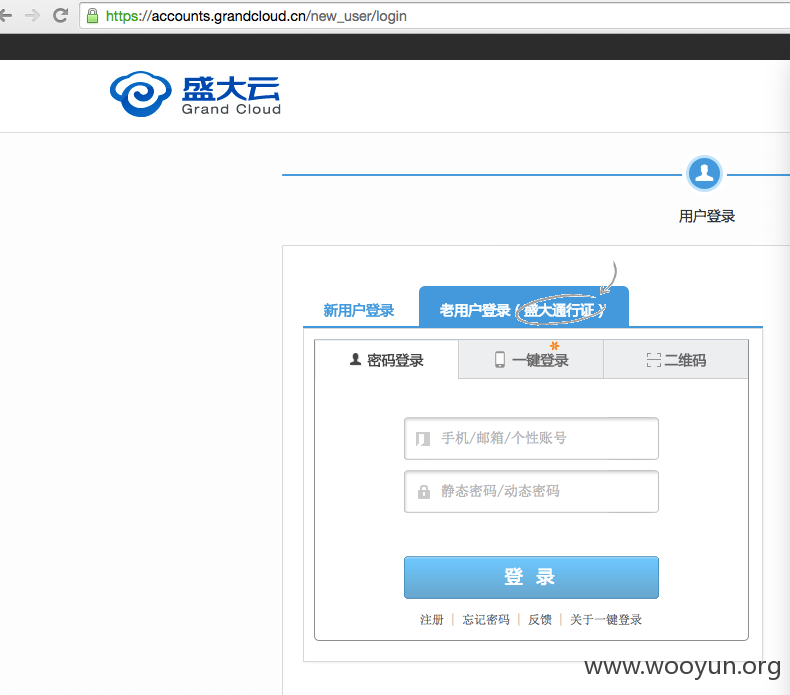 https://accounts.grandcloud.cn/new_user/login
盛大云
Grand Cloud
用户登录
新用户登录
老用户登录(盛大通行证)
密码登录 一键登录 二维码
手机/邮箱/个性账号
静态密码/动态密码
登 录
注册 | 忘记密码 | 反馈 | 关于一键登录
www.wooyun.org